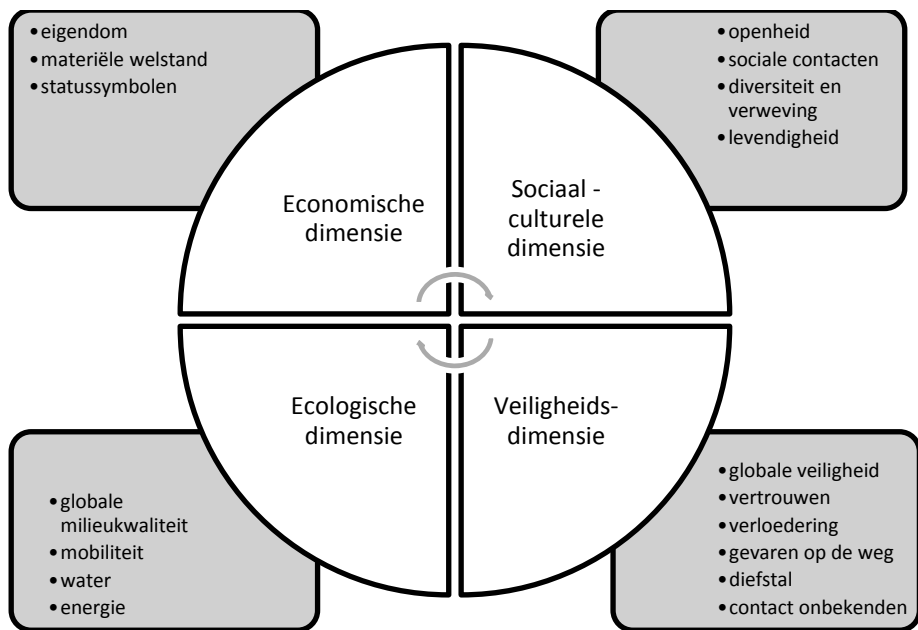 •eigendom
•materiële welstand
•statussymbolen
•openheid
•sociale contacten
•diversiteit en
verweving
•levendigheid
Economische
dimensie
Sociaal -
culturele
dimensie
Ecologische
dimensie
Veiligheids-
dimensie
•globale
milieukwaliteit
•mobiliteit
•water
•energie
•globale veiligheid
•vertrouwen
•verloedering
•gevaren op de weg
•diefstal
•contact onbekenden